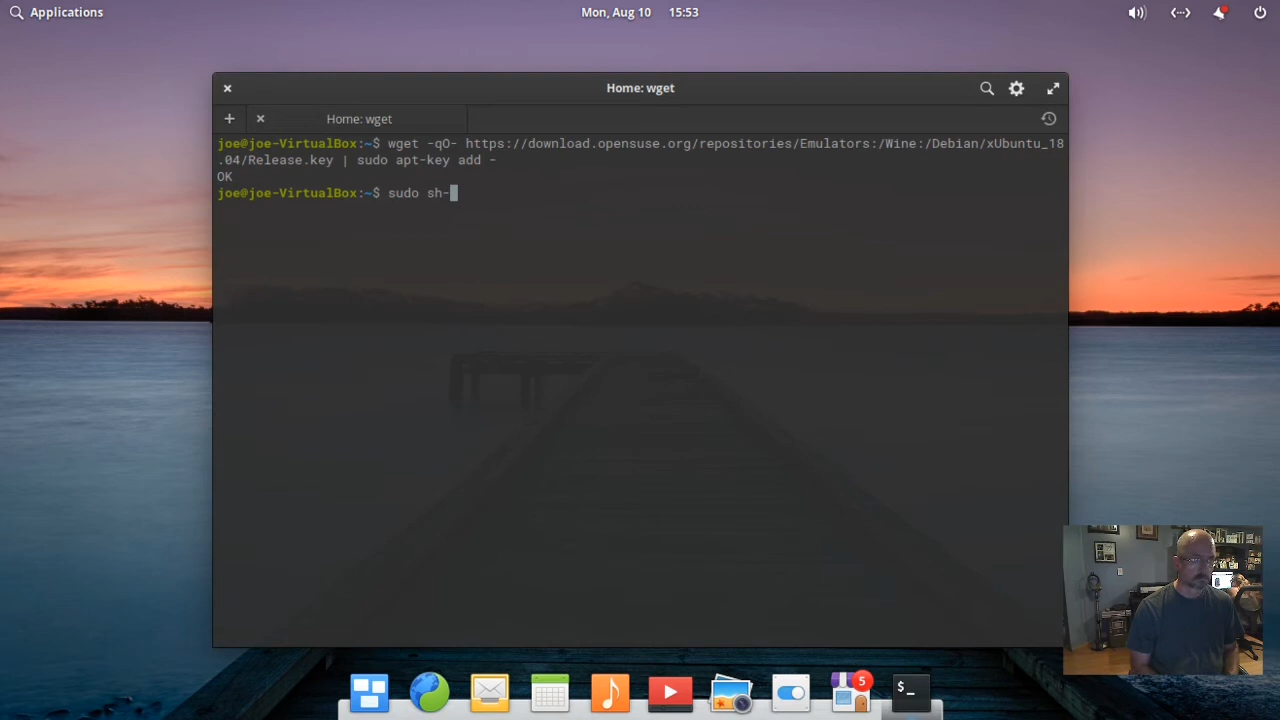 Applications
Mon, Aug 10 15:53
Home: wget
Home: wget
joe@joe-VirtualBox:~$ wget -qO- https://download.opensuse.org/repositories/Emulators:/Wine:/Debian/xUbuntu_18
.04/Release.key | sudo apt-key add -
OK
joe@joe-VirtualBox:~$ sudo sh-
5
$_